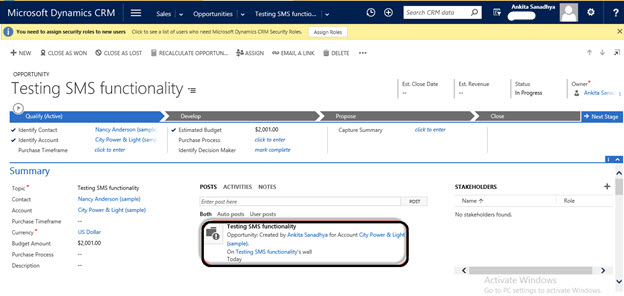 Microsoft Dynamics CRM
Sales
Opportunities
Testing SMS functio...
Search CRM data
Ankita Sanadhya
You need to assign security roles to new users Click to see a list of users who need Microsoft Dynamics CRM Security Roles. Assign Roles
+ NEW CLOSE AS WON CLOSE AS LOST RECALCULATE OPPORTUN... ASSIGN EMAIL A LINK DELETE ...
OPPORTUNITY
Testing SMS functionality
Est. Close Date
--
Est. Revenue
--
Status
In Progress
Owner*
Ankita Sanadhya
Qualify (Active) Develop Propose Close Next Stage
Identify Contact Nancy Anderson (sample)
Identify Account City Power & Light (
Purchase Timeframe click to enter
Estimated Budget $2,001.00
Purchase Process click to enter
Identify Decision Maker mark complete
Capture Summary click to enter
Summary
Topic * Testing SMS functionality
Contact Nancy Anderson (sample)
Account City Power & Light (sample)
Purchase Timeframe --
Currency * US Dollar
Budget Amount $2,001.00
Purchase Process --
Description --
POSTS ACTIVITIES NOTES
Enter post here POST
Both Auto posts User posts
Testing SMS functionality
Opportunity: Created by Ankita Sanadhya for Account City Power & Light
(sample).
On Testing SMS functionality's wall
Today
STAKEHOLDERS +
Name ↑ Role
No stakeholders found.
Activate Windows
Go to PC settings to activate Windows.